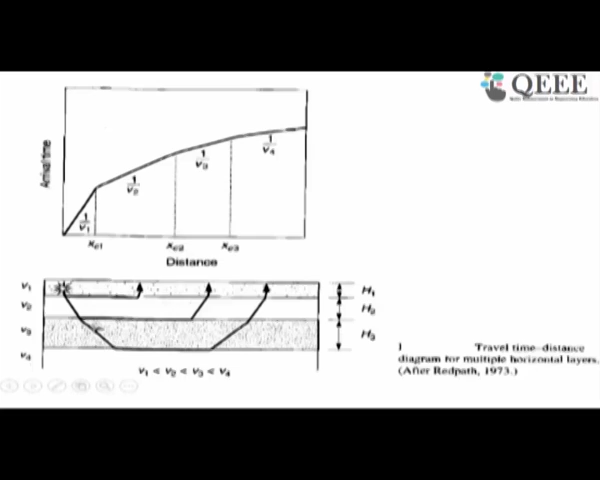 QEEE
Arrival time
1/v₁
1/v₂
1/v₃
1/v₄
xc1 xc2 xc3
Distance
v₁
v₂
v₃
v₄
H₁
H₂
H₃
v₁ < v₂ < v₃ < v₄
1 Travel time–distance
diagram for multiple horizontal layers.
(After Redpath, 1973.)